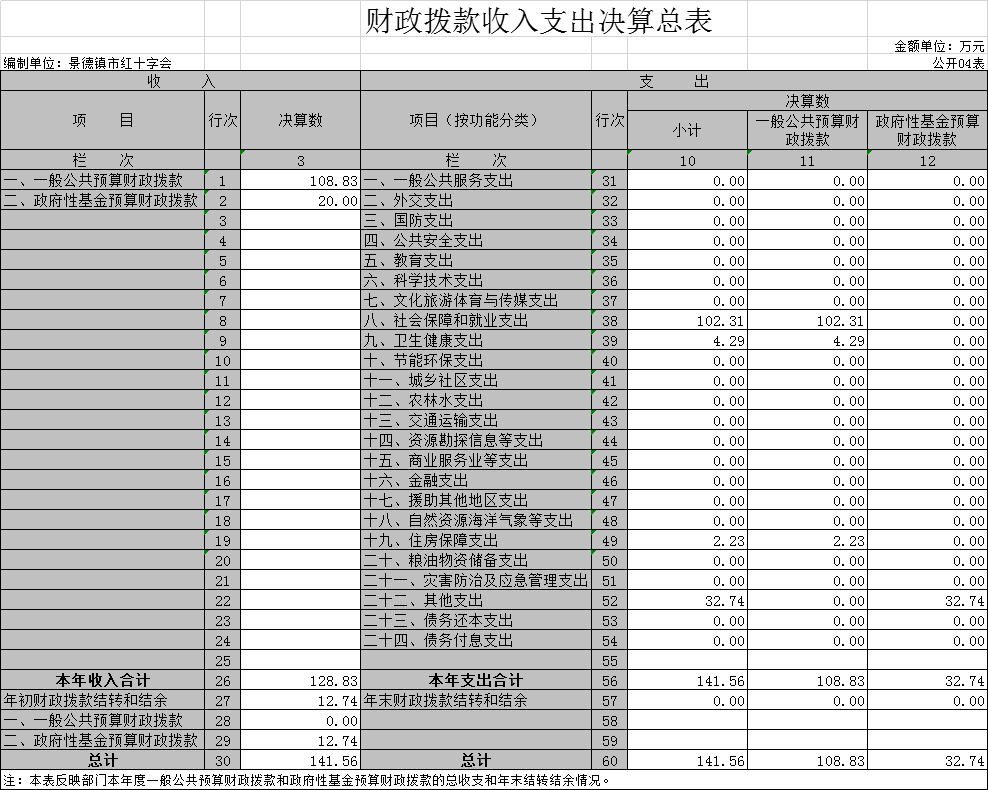 财政拨款收入支出决算总表
金额单位：万元
编制单位：景德镇市红十字会 公开04表
收 入 支 出
项 目 行次 决算数 项目（按功能分类） 行次 决算数
小计 一般公共预算财政拨款 政府性基金预算财政拨款
栏 次 3 栏 次 10 11 12
一、一般公共预算财政拨款 1 108.83 一、一般公共服务支出 31 0.00 0.00 0.00
二、政府性基金预算财政拨款 2 20.00 二、外交支出 32 0.00 0.00 0.00
3 三、国防支出 33 0.00 0.00 0.00
4 四、公共安全支出 34 0.00 0.00 0.00
5 五、教育支出 35 0.00 0.00 0.00
6 六、科学技术支出 36 0.00 0.00 0.00
7 七、文化旅游体育与传媒支出 37 0.00 0.00 0.00
8 八、社会保障和就业支出 38 102.31 102.31 0.00
9 九、卫生健康支出 39 4.29 4.29 0.00
10 十、节能环保支出 40 0.00 0.00 0.00
11 十一、城乡社区支出 41 0.00 0.00 0.00
12 十二、农林水支出 42 0.00 0.00 0.00
13 十三、交通运输支出 43 0.00 0.00 0.00
14 十四、资源勘探信息等支出 44 0.00 0.00 0.00
15 十五、商业服务业等支出 45 0.00 0.00 0.00
16 十六、金融支出 46 0.00 0.00 0.00
17 十七、援助其他地区支出 47 0.00 0.00 0.00
18 十八、自然资源海洋气象等支出 48 0.00 0.00 0.00
19 十九、住房保障支出 49 2.23 2.23 0.00
20 二十、粮油物资储备支出 50 0.00 0.00 0.00
21 二十一、灾害防治及应急管理支出 51 0.00 0.00 0.00
22 二十二、其他支出 52 32.74 0.00 32.74
23 二十三、债务还本支出 53 0.00 0.00 0.00
24 二十四、债务付息支出 54 0.00 0.00 0.00
25 55
本年收入合计 26 128.83 本年支出合计 56 141.56 108.83 32.74
年初财政拨款结转和结余 27 12.74 年末财政拨款结转和结余 57 0.00 0.00 0.00
一、一般公共预算财政拨款 28 0.00 58
二、政府性基金预算财政拨款 29 12.74 59
总计 30 141.56 总计 60 141.56 108.83 32.74
注：本表反映部门本年度一般公共预算财政拨款和政府性基金预算财政拨款的总收支和年末结转结余情况。